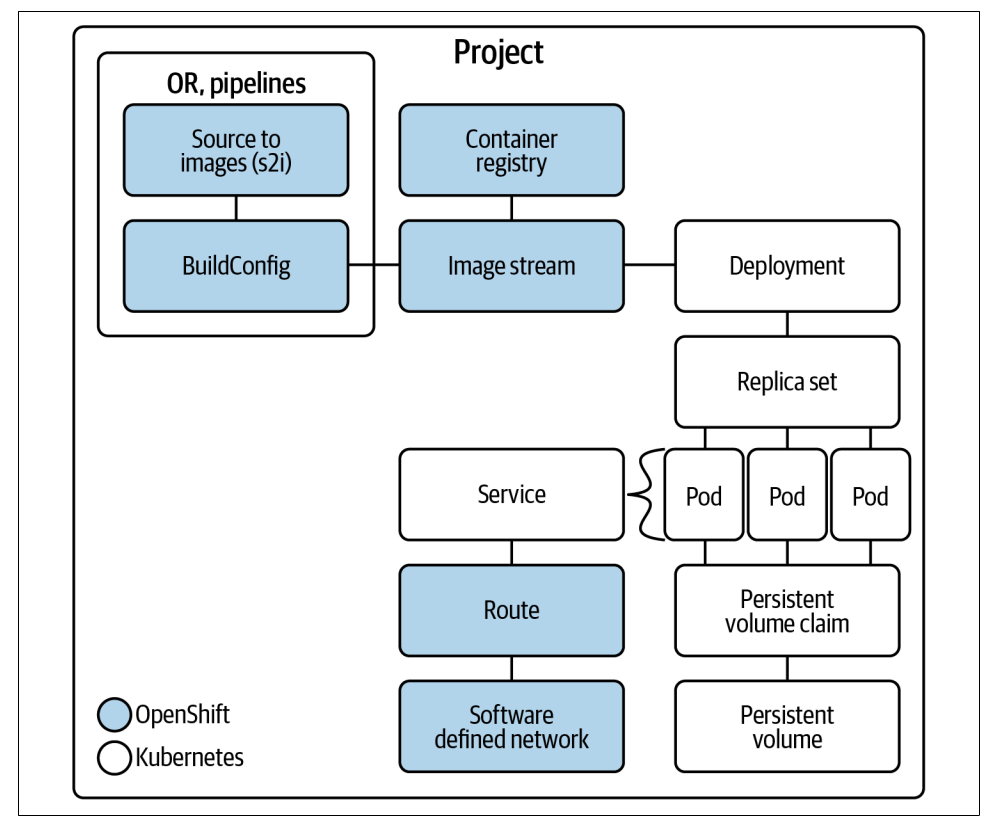 Project
OR, pipelines
Source to
images (s2i)
Container
registry
BuildConfig
Image stream
Deployment
Replica set
Service
Pod
Pod
Pod
Route
Persistent
volume claim
Software
defined network
Persistent
volume
OpenShift
Kubernetes